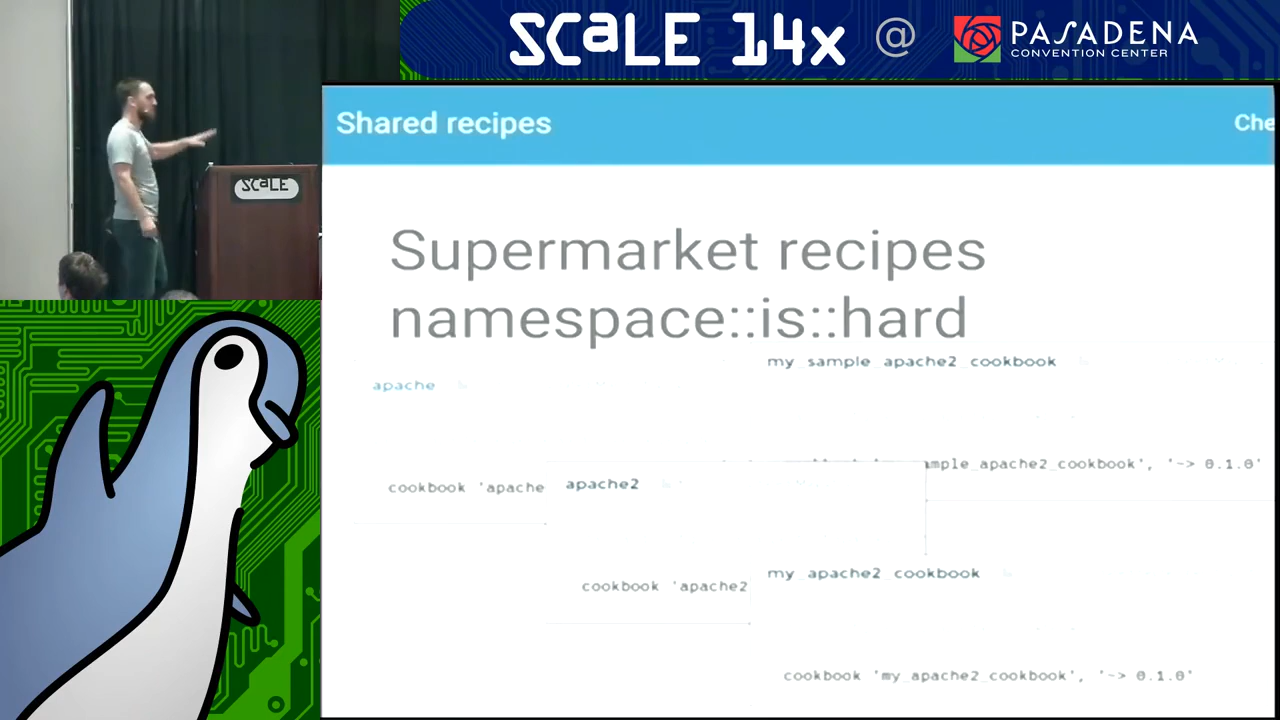 SCaLE 14x @ PASADENA
CONVENTION CENTER
SCaLE
Shared recipes
Che
Supermarket recipes
namespace::is::hard
my_sample_apache2_cookbook
apache
mple_apache2_cookbook', '~> 0.1.0'
cookbook 'apache
apache2
my_apache2_cookbook
cookbook 'apache2
cookbook 'my_apache2_cookbook', '~> 0.1.0'